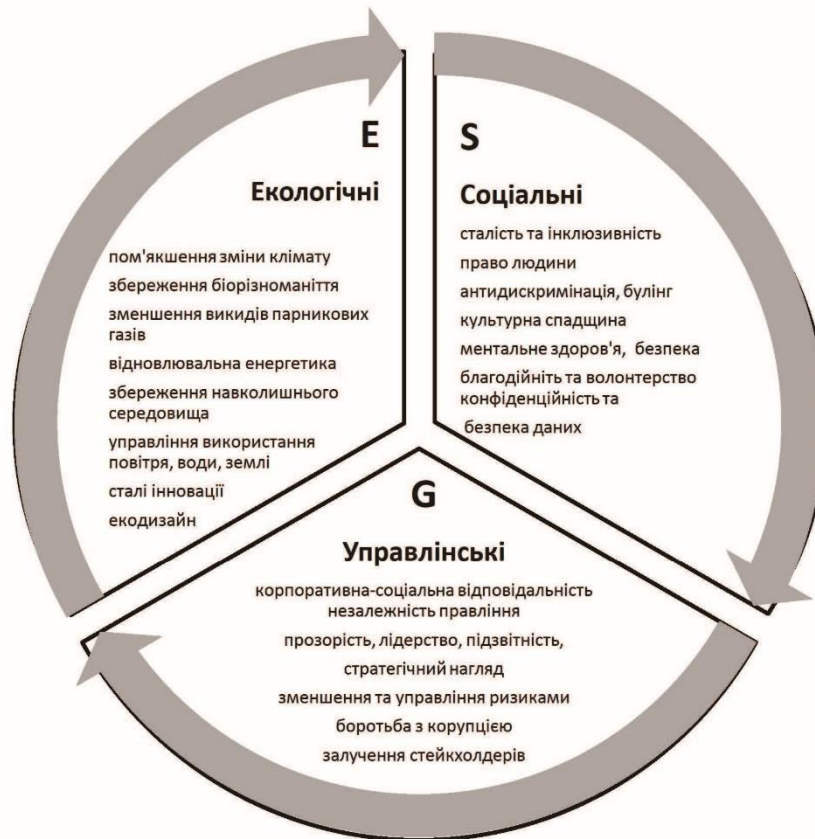 E
Екологічні
пом'якшення зміни клімату
збереження біорізноманіття
зменшення викидів парникових
газів
відновлювальна енергетика
збереження навколишнього
середовища
управління використання
повітря, води, землі
сталі інновації
екодизайн
S
Соціальні
сталість та інклюзивність
право людини
антидискримінація, булінг
культурна спадщина
ментальне здоров'я, безпека
благодійніть та волонтерство
конфіденційність та
безпека даних
G
Управлінські
корпоративна-соціальна відповідальність
незалежність правління
прозорість, лідерство, підзвітність,
стратегічний нагляд
зменшення та управління ризиками
боротьба з корупцією
залучення стейкхолдерів